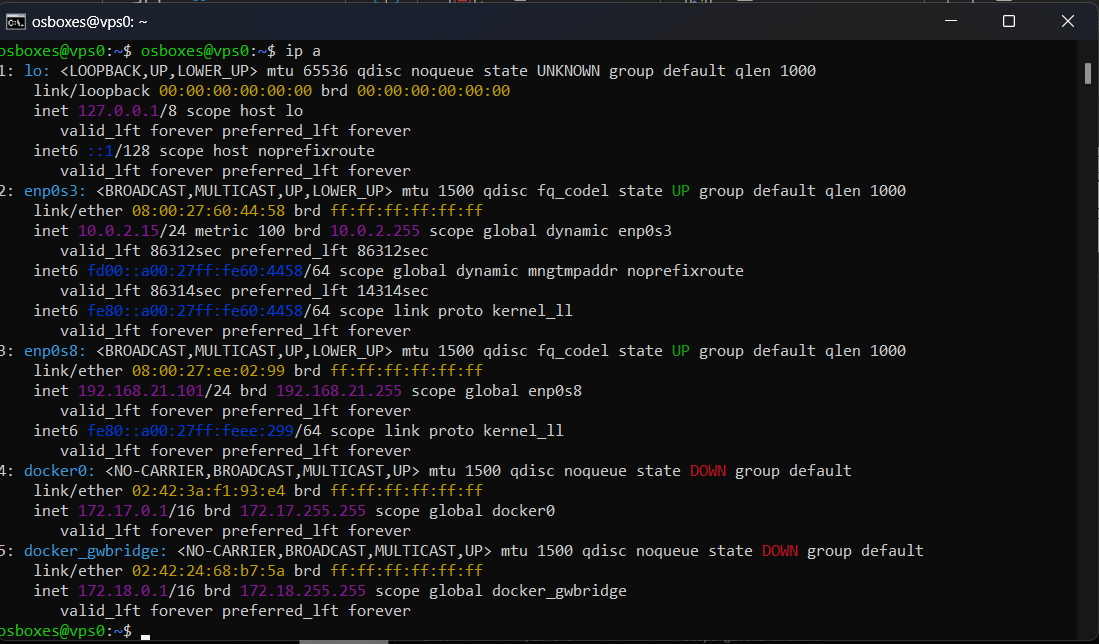 osboxes@vps0: ~
osboxes@vps0:~$ osboxes@vps0:~$ ip a
1: lo: <LOOPBACK,UP,LOWER_UP> mtu 65536 qdisc noqueue state UNKNOWN group default qlen 1000
    link/loopback 00:00:00:00:00:00 brd 00:00:00:00:00:00
    inet 127.0.0.1/8 scope host lo
       valid_lft forever preferred_lft forever
    inet6 ::1/128 scope host noprefixroute
       valid_lft forever preferred_lft forever
2: enp0s3: <BROADCAST,MULTICAST,UP,LOWER_UP> mtu 1500 qdisc fq_codel state UP group default qlen 1000
    link/ether 08:00:27:60:44:58 brd ff:ff:ff:ff:ff:ff
    inet 10.0.2.15/24 metric 100 brd 10.0.2.255 scope global dynamic enp0s3
       valid_lft 86312sec preferred_lft 86312sec
    inet6 fd00::a00:27ff:fe60:4458/64 scope global dynamic mngtmpaddr noprefixroute
       valid_lft 86314sec preferred_lft 14314sec
    inet6 fe80::a00:27ff:fe60:4458/64 scope link proto kernel_ll
       valid_lft forever preferred_lft forever
3: enp0s8: <BROADCAST,MULTICAST,UP,LOWER_UP> mtu 1500 qdisc fq_codel state UP group default qlen 1000
    link/ether 08:00:27:ee:02:99 brd ff:ff:ff:ff:ff:ff
    inet 192.168.21.101/24 brd 192.168.21.255 scope global enp0s8
       valid_lft forever preferred_lft forever
    inet6 fe80::a00:27ff:feee:299/64 scope link proto kernel_ll
       valid_lft forever preferred_lft forever
4: docker0: <NO-CARRIER,BROADCAST,MULTICAST,UP> mtu 1500 qdisc noqueue state DOWN group default
    link/ether 02:42:3a:f1:93:e4 brd ff:ff:ff:ff:ff:ff
    inet 172.17.0.1/16 brd 172.17.255.255 scope global docker0
       valid_lft forever preferred_lft forever
5: docker_gwbridge: <NO-CARRIER,BROADCAST,MULTICAST,UP> mtu 1500 qdisc noqueue state DOWN group default
    link/ether 02:42:24:68:b7:5a brd ff:ff:ff:ff:ff:ff
    inet 172.18.0.1/16 brd 172.18.255.255 scope global docker_gwbridge
       valid_lft forever preferred_lft forever
osboxes@vps0:~$